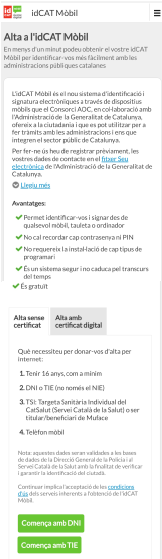 idCAT Mòbil
Alta a l'idCAT Mòbil
En menys d'un minut podeu obtenir el vostre idCAT
Mòbil per identificar-vos més fàcilment amb les
administracions públiques catalanes
L'idCAT Mòbil és el nou sistema d'identificació i
signatura electròniques a través de dispositius
mòbils que el Consorci AOC, en col·laboració amb
l'Administració de la Generalitat de Catalunya,
ofereix a la ciutadania i que es pot utilitzar per a
fer tràmits amb les administracions i ens que
integren el sector públic de Catalunya.
Per fer-ne ús heu de registrar prèviament, les
vostres dades de contacte en el fitxer Seu
electrònica de l'Administració de la Generalitat de
Catalunya.
Llegiu més
Avantatges:
Permet identificar-vos i signar des de
qualsevol mòbil, tauleta o ordinador
No cal recordar cap contrasenya ni PIN
No requereix la instal·lació de cap tipus de
programari
És un sistema segur i no caduca pel transcurs
del temps
És gratuït
Alta sense
certificat
Alta amb
certificat digital
Què necessiteu per donar-vos d'alta per
internet:
1. Tenir 16 anys, com a mínim
2. DNI o TIE (no només el NIE)
3. TSI: Targeta Sanitària Individual del
CatSalut (Servei Català de la Salut) o ser
titular/beneficiari de Muface
4. Telèfon mòbil
Nota: aquestes dades seran validades a les bases
de dades de la Direcció General de la Policia i al
Servei Català de la Salut amb la finalitat de verificar
i garantir la identificació del ciutadà.
Continuar implica l'acceptació de les condicions
d'ús dels serveis inherents a l'obtenció de l'idCAT
Mòbil.
Comença amb DNI
Comença amb TIE